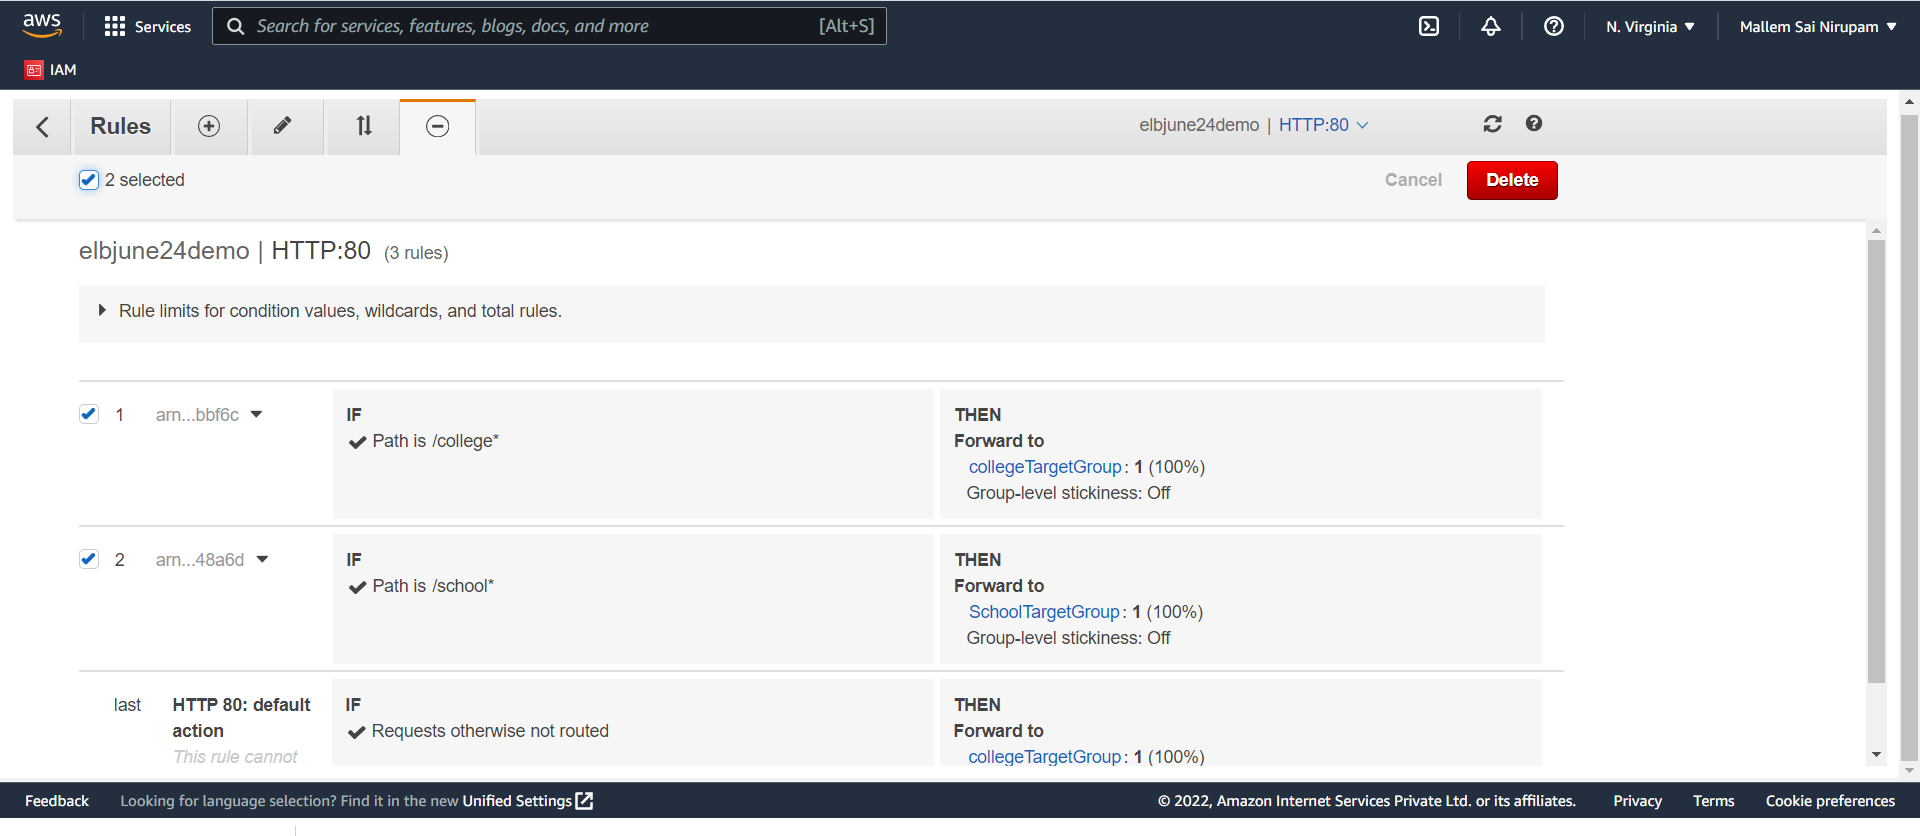 aws
Services
Search for services, features, blogs, docs, and more
[Alt+S]
N. Virginia
Mallem Sai Nirupam
IAM
Rules
elbjune24demo | HTTP:80
2 selected
Cancel
Delete
elbjune24demo | HTTP:80 (3 rules)
Rule limits for condition values, wildcards, and total rules.
1
arn...bbf6c
IF
Path is /college*
THEN
Forward to
collegeTargetGroup: 1 (100%)
Group-level stickiness: Off
2
arn...48a6d
IF
Path is /school*
THEN
Forward to
SchoolTargetGroup: 1 (100%)
Group-level stickiness: Off
last
HTTP 80: default
action
This rule cannot
IF
Requests otherwise not routed
THEN
Forward to
collegeTargetGroup: 1 (100%)
Feedback
Looking for language selection? Find it in the new Unified Settings
© 2022, Amazon Internet Services Private Ltd. or its affiliates.
Privacy
Terms
Cookie preferences